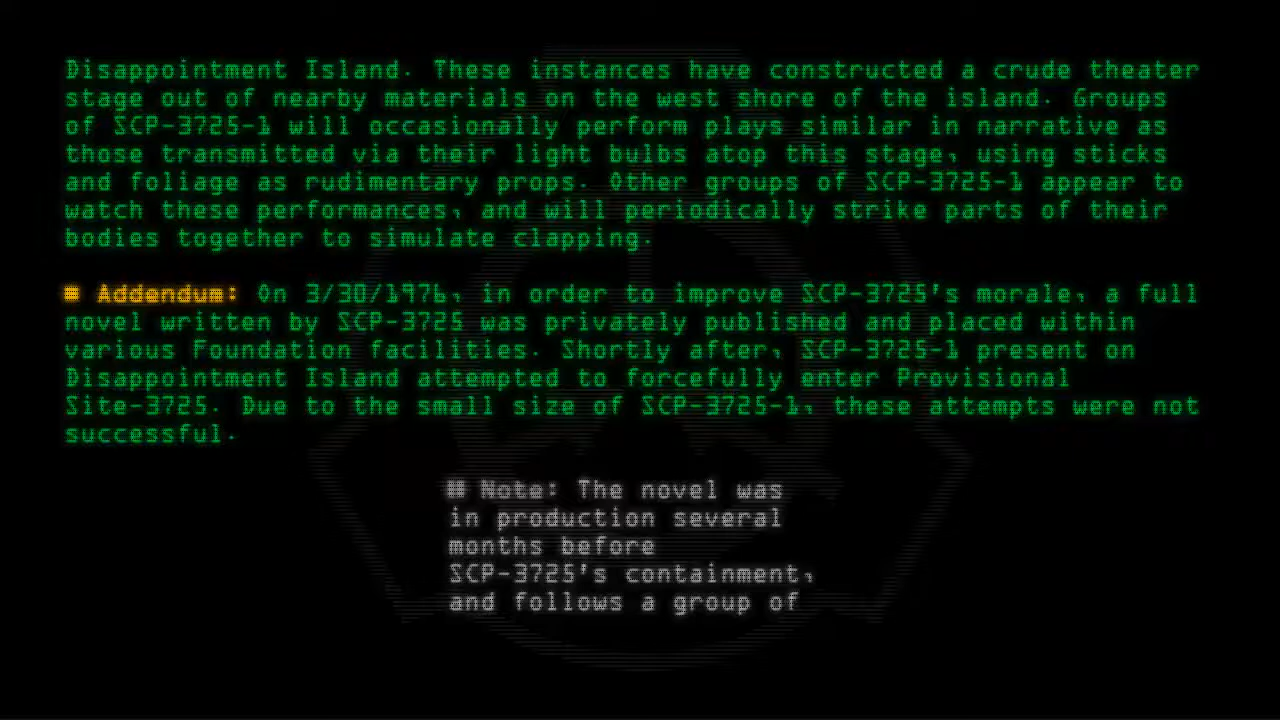 Disappointment Island. These instances have constructed a crude theater
stage out of nearby materials on the west shore of the island. Groups
of SCP-3725-1 will occasionally perform plays similar in narrative as
those transmitted via their light bulbs atop this stage, using sticks
and foliage as rudimentary props. Other groups of SCP-3725-1 appear to
watch these performances, and will periodically strike parts of their
bodies together to simulate clapping.
# Addendum: On 3/30/1976, in order to improve SCP-3725's morale, a full
novel written by SCP-3725 was privately published and placed within
various Foundation facilities. Shortly after, SCP-3725-1 present on
Disappointment Island attempted to forcefully enter Provisional
Site-3725. Due to the small size of SCP-3725-1, these attempts were not
successful.
# Note: The novel was
in production several
months before
SCP-3725's containment,
and follows a group of